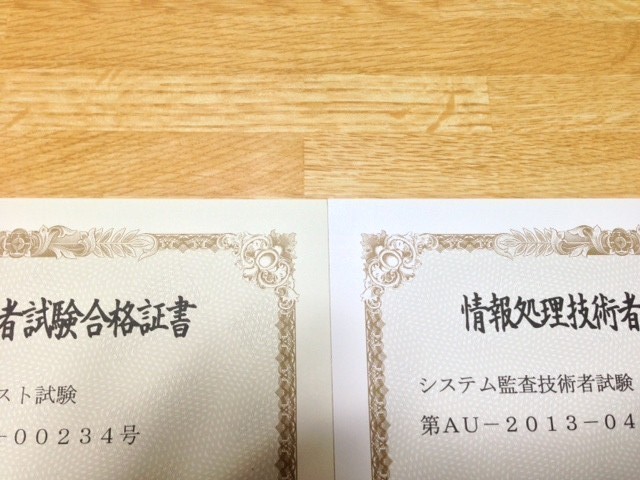 者試験合格証書
スト試験
-00234号
情報処理技術者
システム監査技術者試験
第AU-2013-04